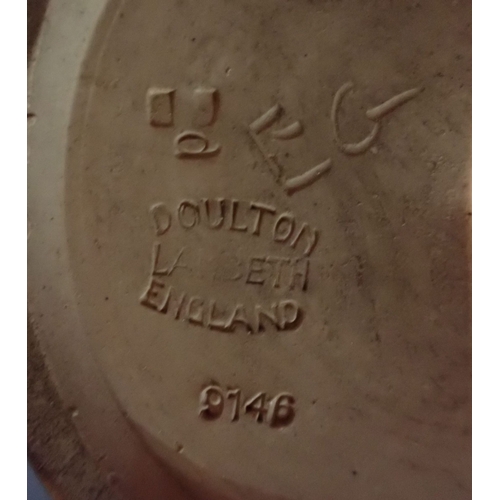 DOULTON
LAMBETH
ENGLAND
9146